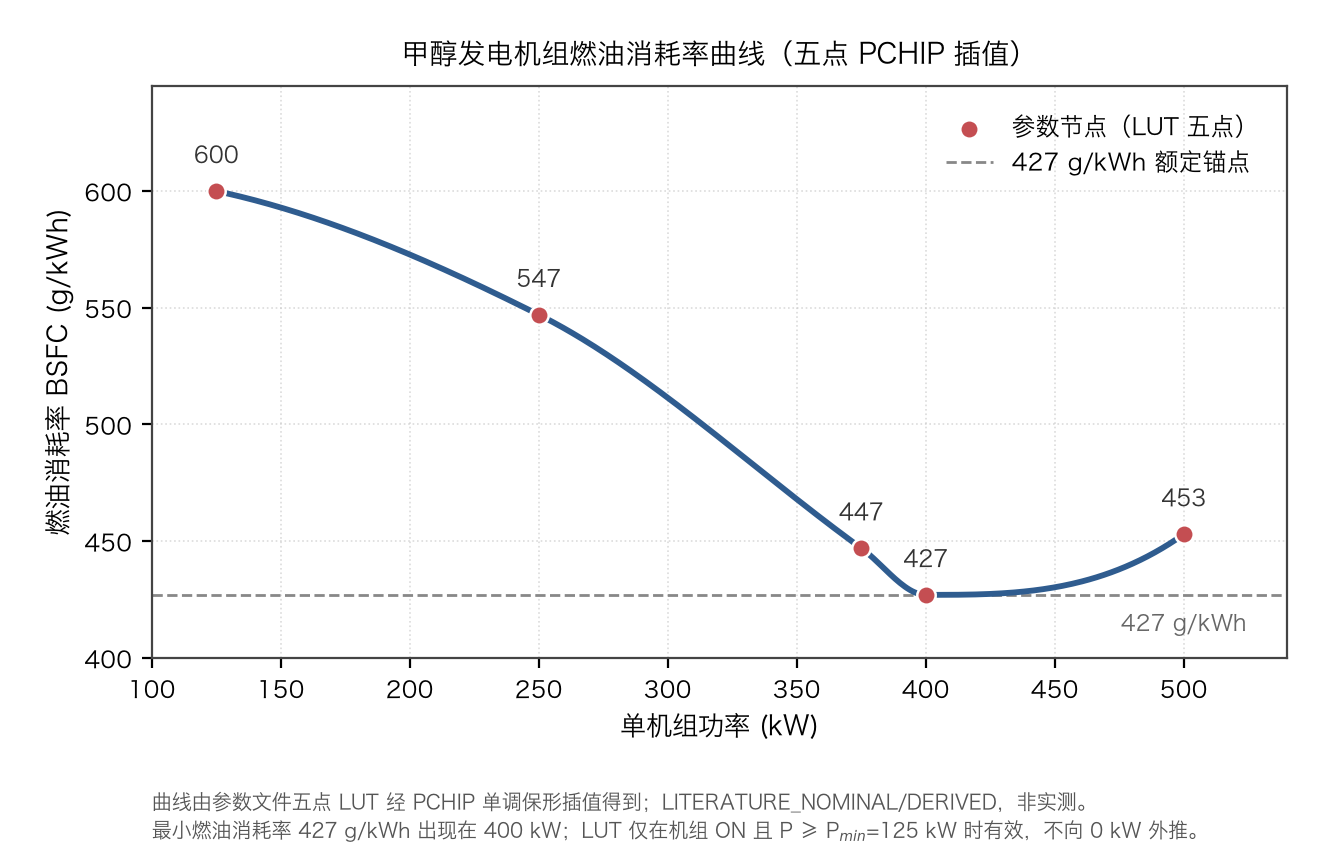 甲醇发电机组燃油消耗率曲线（五点 PCHIP 插值）
参数节点（LUT 五点）
427 g/kWh 额定锚点
600
547
447
427
453
427 g/kWh
燃油消耗率 BSFC (g/kWh)
600
550
500
450
400
100 150 200 250 300 350 400 450 500
单机组功率 (kW)
曲线由参数文件五点 LUT 经 PCHIP 单调保形插值得到；LITERATURE_NOMINAL/DERIVED，非实测。
最小燃油消耗率 427 g/kWh 出现在 400 kW；LUT 仅在机组 ON 且 P ⩾ Pmin=125 kW 时有效，不向 0 kW 外推。